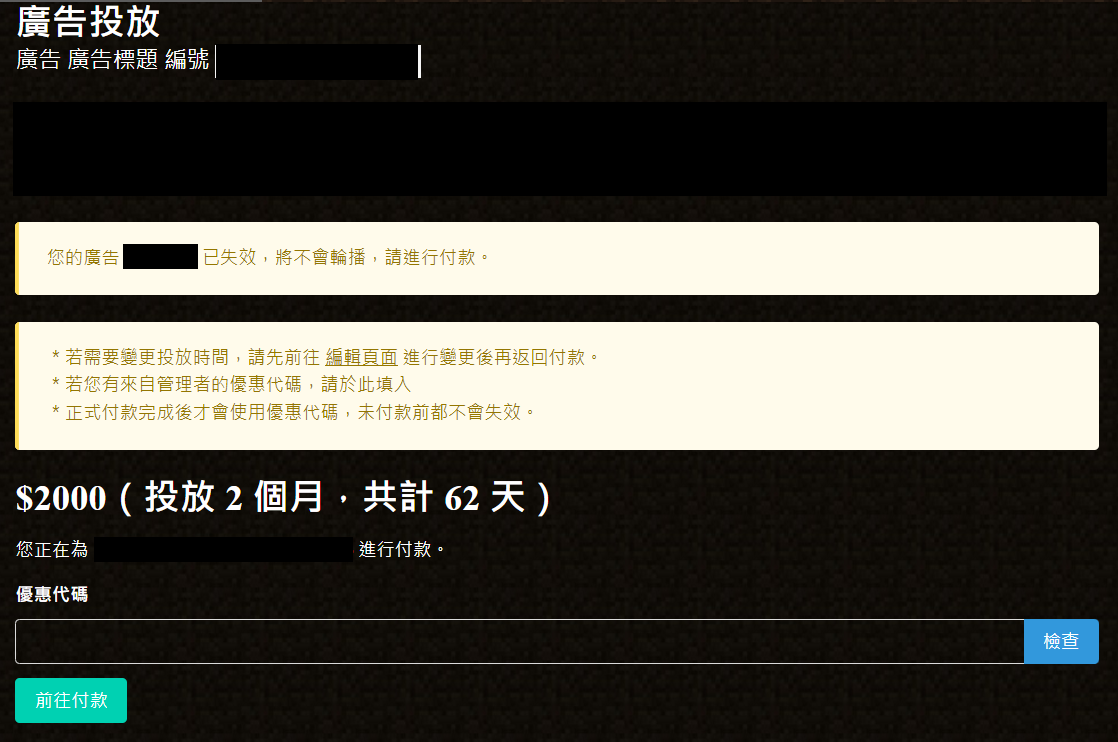 廣告投放
廣告 廣告標題 編號
您的廣告 已失效，將不會輪播，請進行付款。
* 若需要變更投放時間，請先前往 編輯頁面 進行變更後再返回付款。
* 若您有來自管理者的優惠代碼，請於此填入
* 正式付款完成後才會使用優惠代碼，未付款前都不會失效。
$2000（投放 2 個月，共計 62 天）
您正在為 進行付款。
優惠代碼
檢查
前往付款